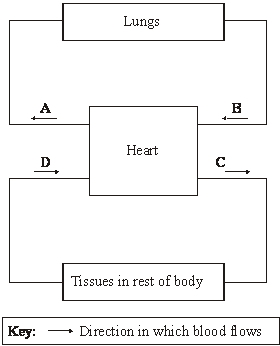 Lungs
A
B
Heart
D
C
Tissues in rest of body
Key: Direction in which blood flows